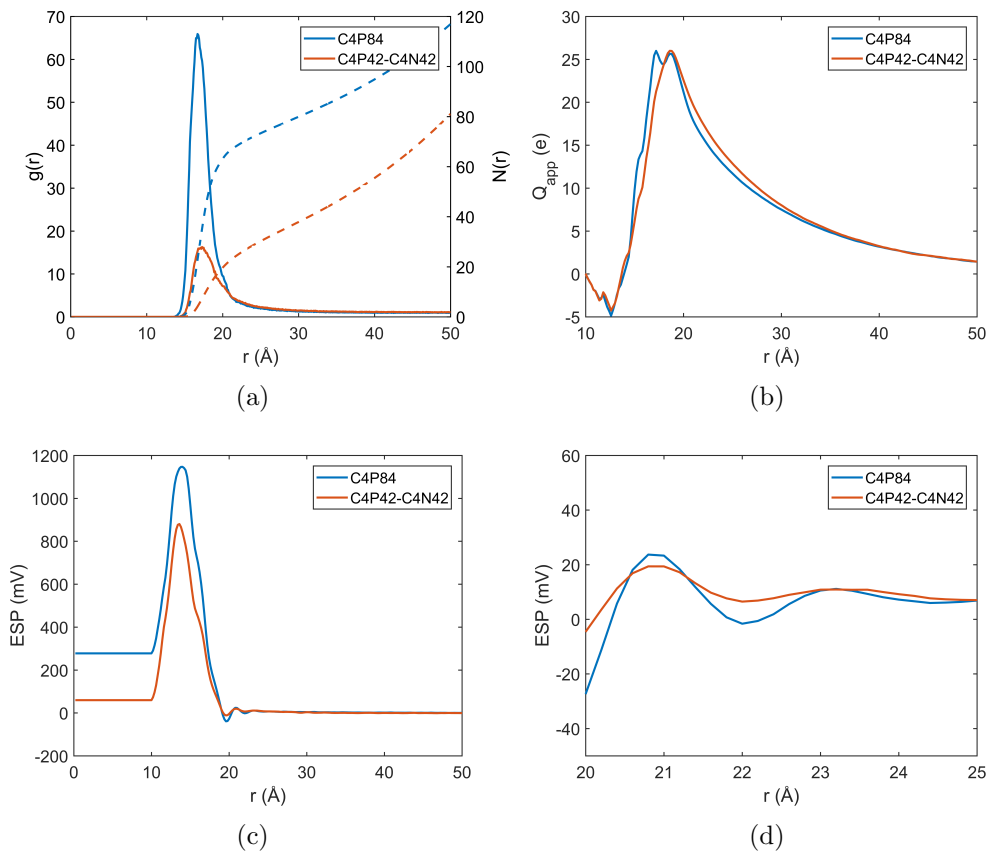 70
60
50
40
30
20
10
0
g(r)
120
100
80
60
40
20
0
N(r)
C4P84
C4P42-C4N42
0 10 20 30 40 50
r (Å)
(a)
30
25
20
15
10
5
0
-5
Q_app (e)
C4P84
C4P42-C4N42
10 20 30 40 50
r (Å)
(b)
1200
1000
800
600
400
200
0
-200
ESP (mV)
C4P84
C4P42-C4N42
0 10 20 30 40 50
r (Å)
(c)
60
40
20
0
-20
-40
ESP (mV)
C4P84
C4P42-C4N42
20 21 22 23 24 25
r (Å)
(d)